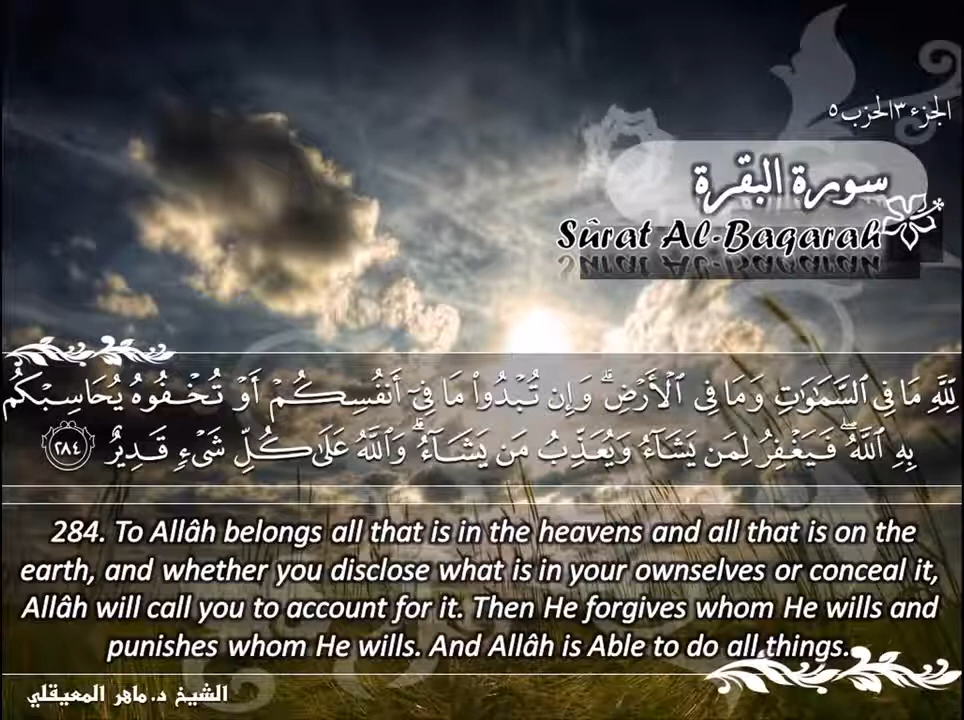 الجزء ٣ الحزب ٥
سورة البقرة
Sûrat Al-Baqarah
لِّلَّهِ مَا فِى ٱلسَّمَـٰوَٰتِ وَمَا فِى ٱلْأَرْضِ ۗ وَإِن تُبْدُوا۟ مَا فِىٓ أَنفُسِكُمْ أَوْ تُخْفُوهُ يُحَاسِبْكُم
بِهِ ٱللَّهُ ۖ فَيَغْفِرُ لِمَن يَشَآءُ وَيُعَذِّبُ مَن يَشَآءُ ۗ وَٱللَّهُ عَلَىٰ كُلِّ شَىْءٍ قَدِيرٌ ٢٨٤
284. To Allâh belongs all that is in the heavens and all that is on the
earth, and whether you disclose what is in your ownselves or conceal it,
Allâh will call you to account for it. Then He forgives whom He wills and
punishes whom He wills. And Allâh is Able to do all things.
الشيخ د. ماهر المعيقلي